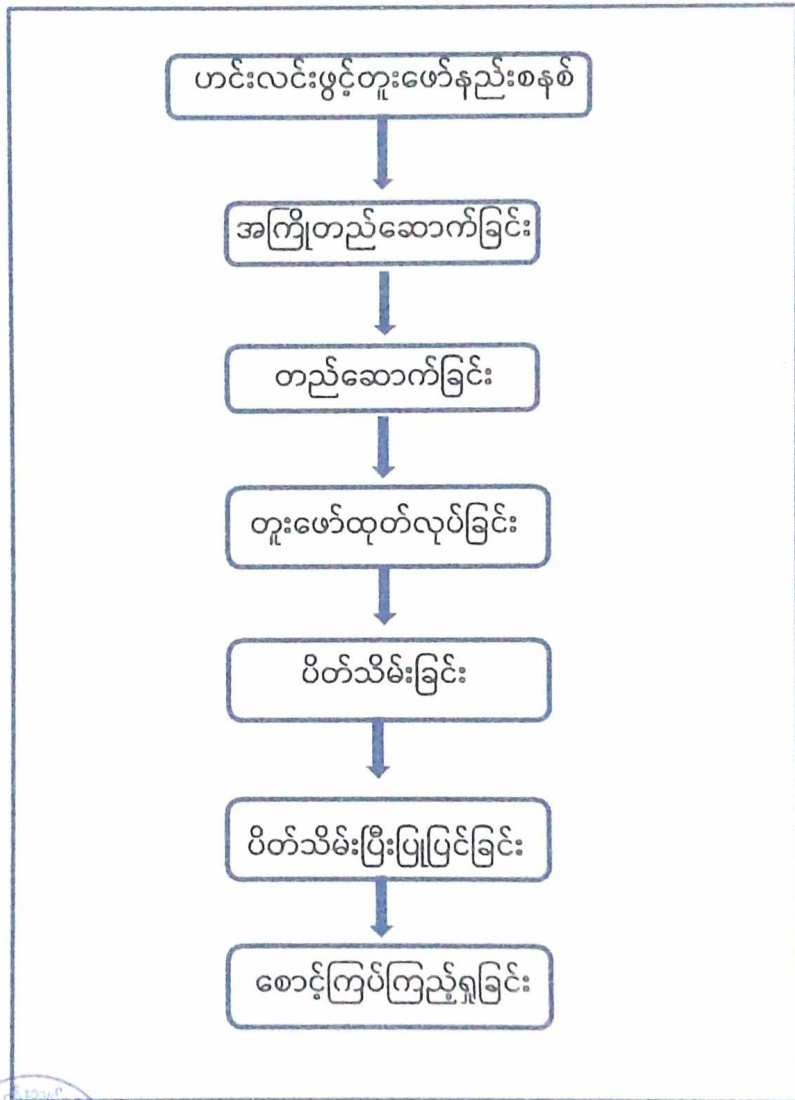 ဟင်းလင်းဖွင့်တူးဖော်နည်းစနစ်
အကြိုတည်ဆောက်ခြင်း
တည်ဆောက်ခြင်း
တူးဖော်ထုတ်လုပ်ခြင်း
ပိတ်သိမ်းခြင်း
ပိတ်သိမ်းပြီးပြုပြင်ခြင်း
စောင့်ကြပ်ကြည့်ရှုခြင်း